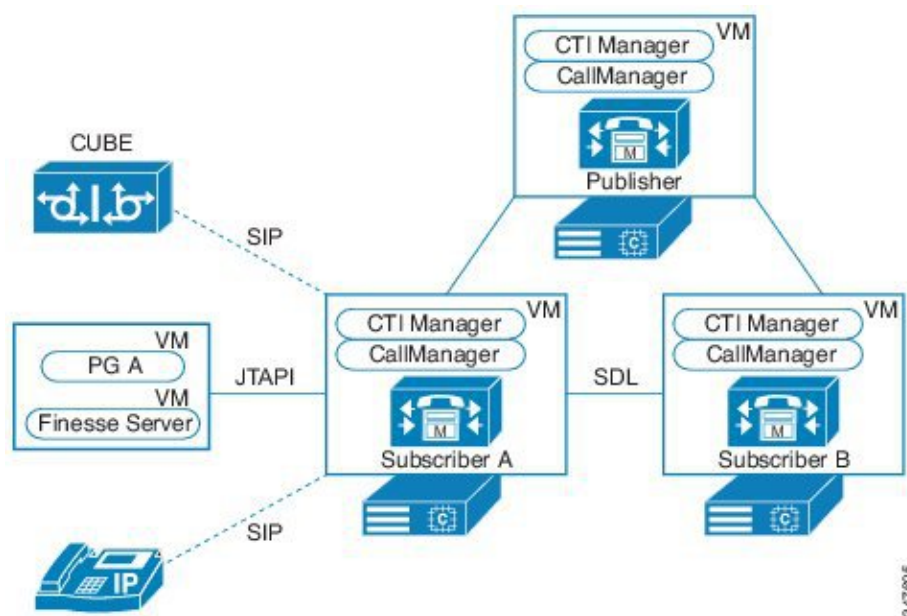 VM
CTI Manager
CallManager
M
Publisher
C
CUBE
SIP
VM
PG A
VM
Finesse Server
JTAPI
VM
CTI Manager
CallManager
M
Subscriber A
C
SDL
VM
CTI Manager
CallManager
M
Subscriber B
C
SIP
IP